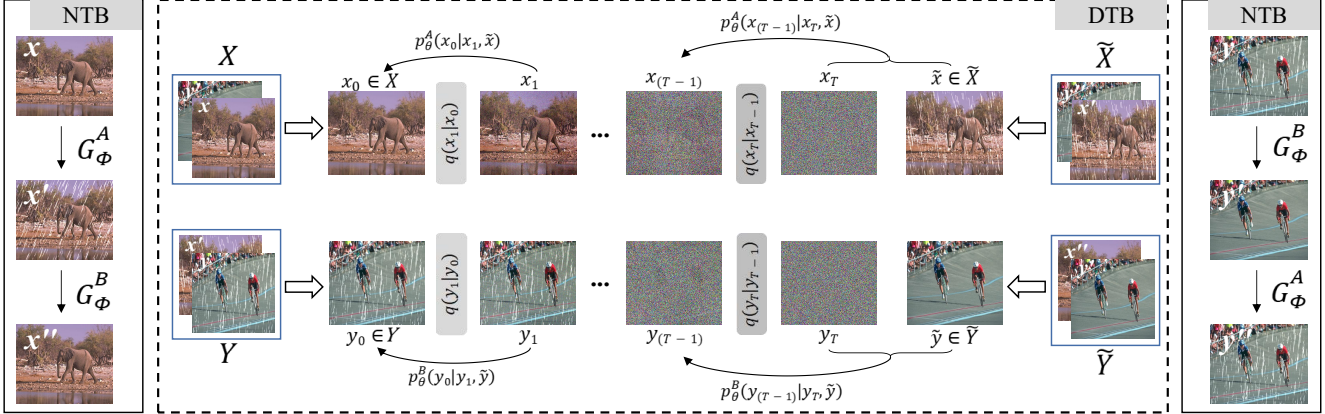 NTB
x
G_Φ^A
x'
G_Φ^B
x''
DTB
X
x
p_θ^A(x_0|x_1, x̃)
x_0 ∈ X
q(x_1|x_0)
x_1
...
p_θ^A(x_(T−1)|x_T, x̃)
x_(T − 1)
q(x_T|x_T−1)
x_T
x̃ ∈ X̃
X̃
x'
x'
Y
y_0 ∈ Y
q(y_1|y_0)
y_1
p_θ^B(y_0|y_1, ỹ)
...
y_(T − 1)
q(y_T|y_T−1)
y_T
p_θ^B(y_(T−1)|y_T, ỹ)
ỹ ∈ Ỹ
x''
Ỹ
NTB
G_Φ^B
y'
G_Φ^A